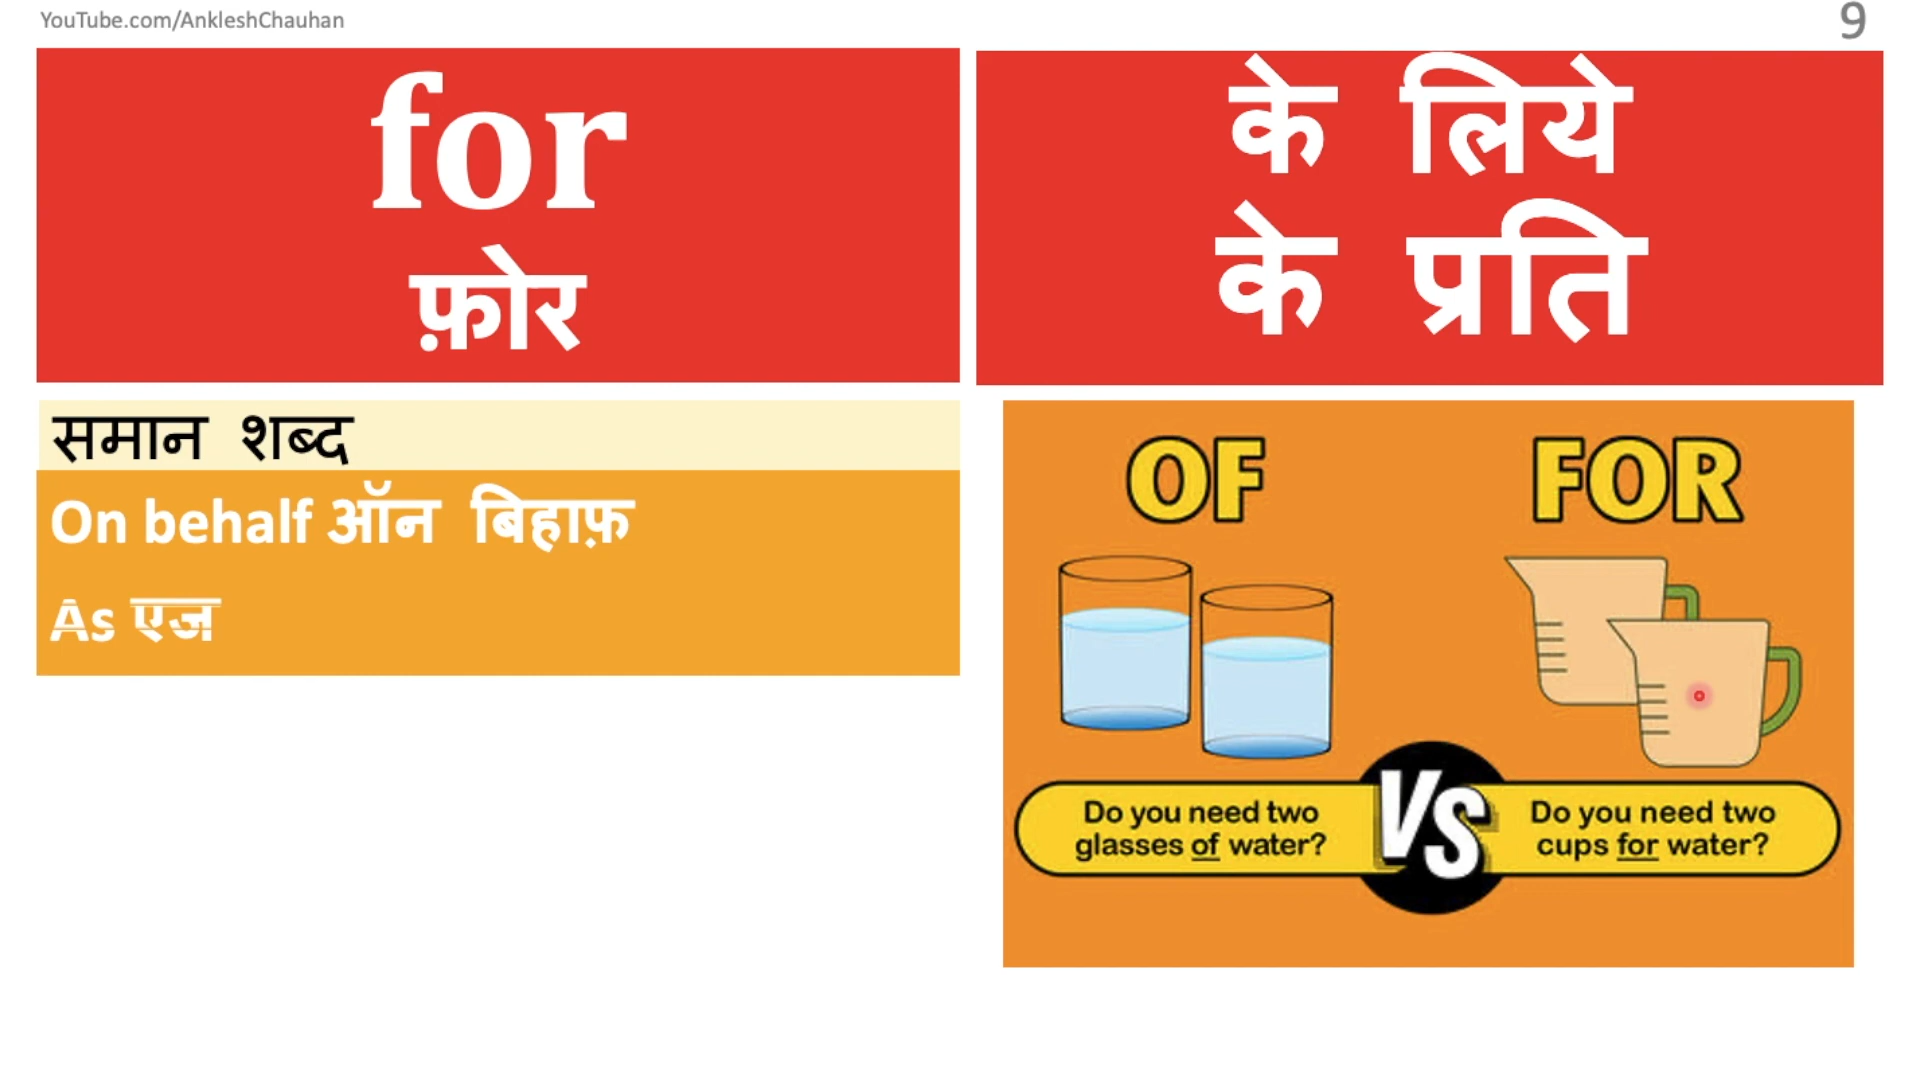 YouTube.com/AnkleshChauhan
9
for
फ़ोर
के लिये
के प्रति
समान शब्द
On behalf ऑन बिहाफ़
As एज
OF
FOR
VS
Do you need two
glasses of water?
Do you need two
cups for water?